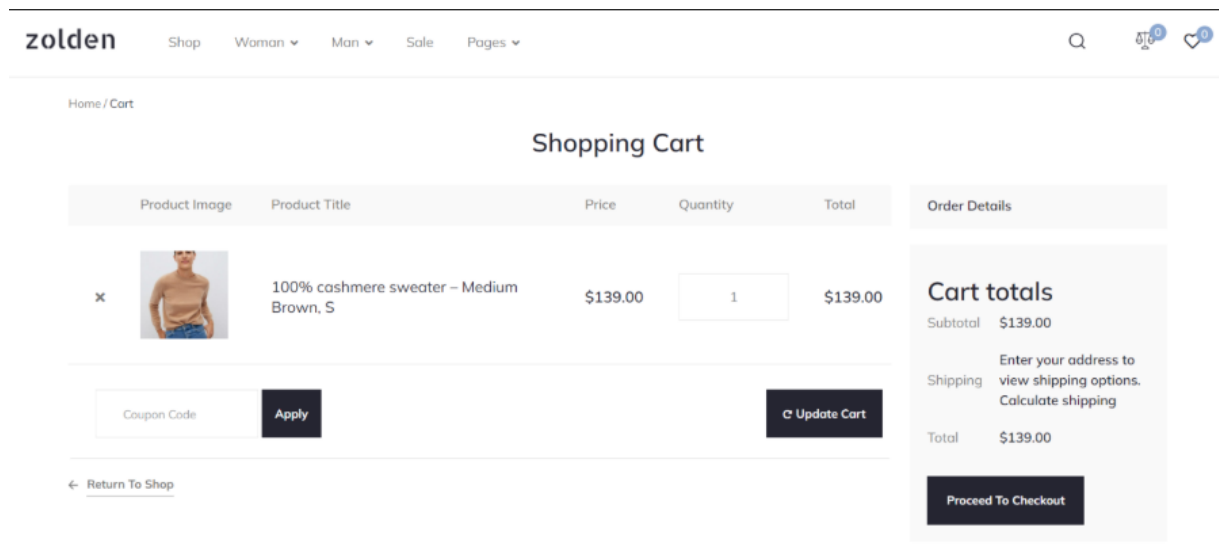 zolden
Shop Woman Man Sale Pages
0 0
Home / Cart
Shopping Cart
Product Image Product Title Price Quantity Total
100% cashmere sweater – Medium
Brown, S
$139.00 1 $139.00
Coupon Code Apply Update Cart
Return To Shop
Order Details
Cart totals
Subtotal $139.00
Shipping Enter your address to
view shipping options.
Calculate shipping
Total $139.00
Proceed To Checkout